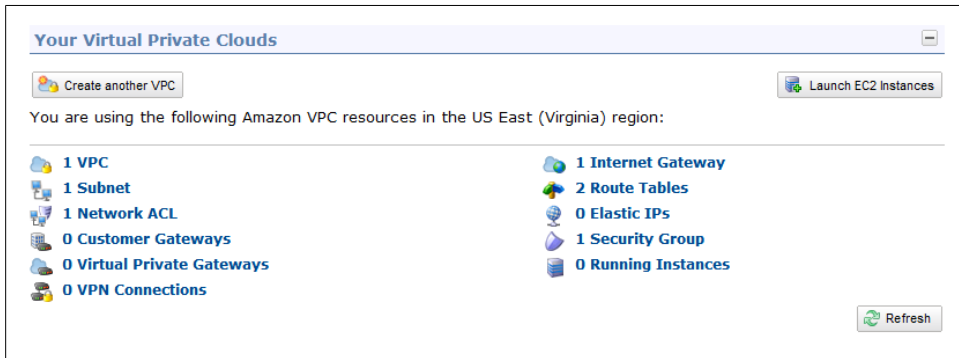 Your Virtual Private Clouds
Create another VPC
Launch EC2 Instances
You are using the following Amazon VPC resources in the US East (Virginia) region:
1 VPC
1 Subnet
1 Network ACL
0 Customer Gateways
0 Virtual Private Gateways
0 VPN Connections
1 Internet Gateway
2 Route Tables
0 Elastic IPs
1 Security Group
0 Running Instances
Refresh